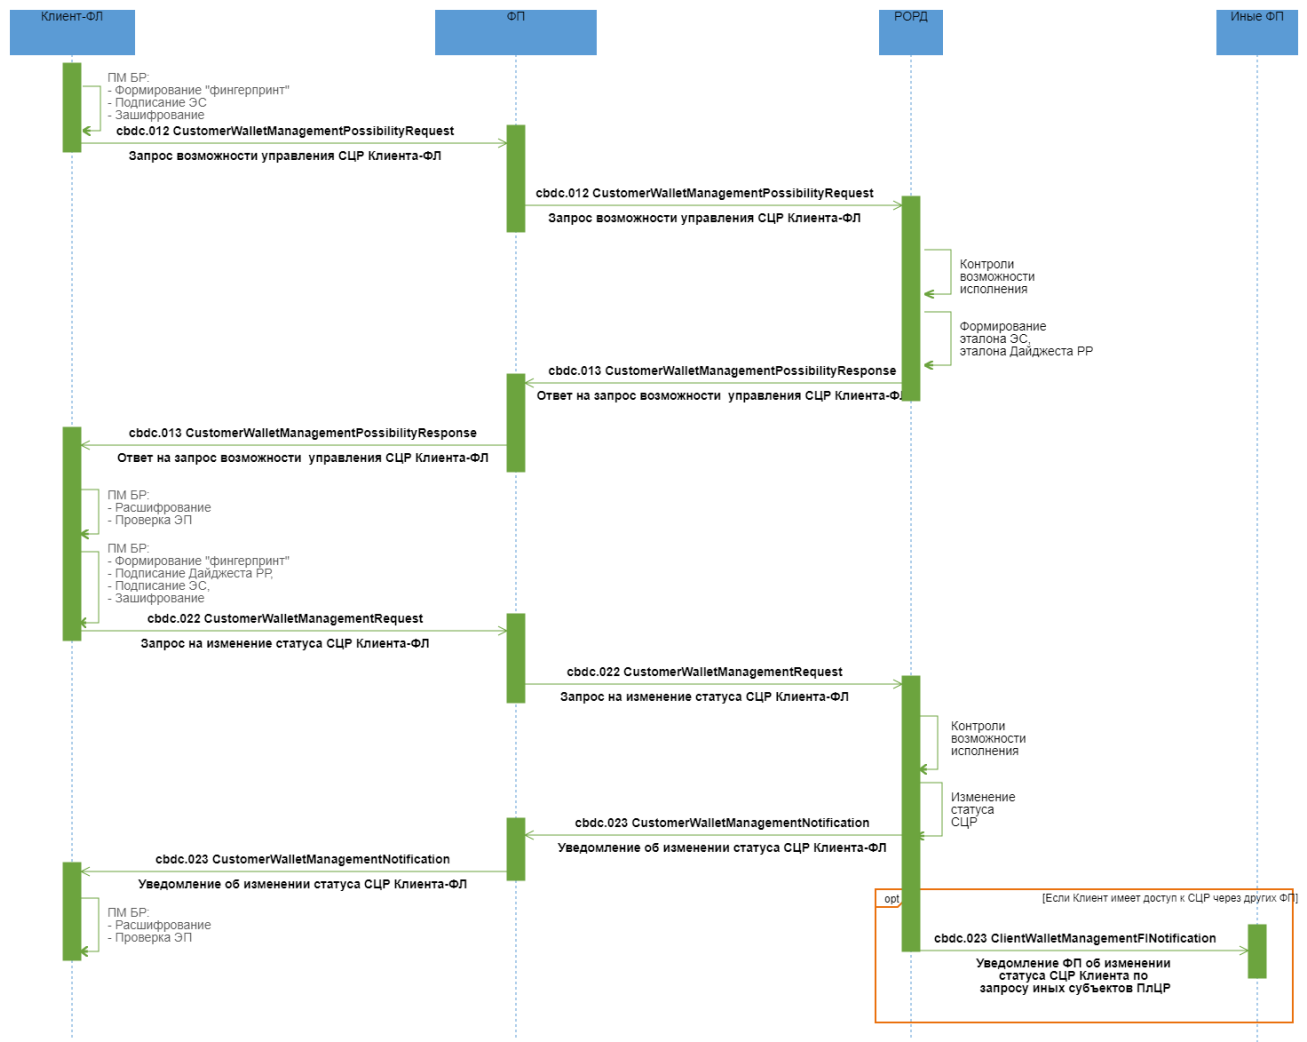 Клиент-ФЛ
ФП
РОРД
Иные ФП
ПМ БР:
- Формирование "фингерпринт"
- Подписание ЭС
- Зашифрование
cbdc.012 CustomerWalletManagementPossibilityRequest
Запрос возможности управления СЦР Клиента-ФЛ
cbdc.012 CustomerWalletManagementPossibilityRequest
Запрос возможности управления СЦР Клиента-ФЛ
Контроли
возможности
исполнения
Формирование
эталона ЭС,
эталона Дайджеста РР
cbdc.013 CustomerWalletManagementPossibilityResponse
Ответ на запрос возможности управления СЦР Клиента-ФЛ
cbdc.013 CustomerWalletManagementPossibilityResponse
Ответ на запрос возможности управления СЦР Клиента-ФЛ
ПМ БР:
- Расшифрование
- Проверка ЭП
ПМ БР:
- Формирование "фингерпринт"
- Подписание Дайджеста РР,
- Подписание ЭС,
- Зашифрование
cbdc.022 CustomerWalletManagementRequest
Запрос на изменение статуса СЦР Клиента-ФЛ
cbdc.022 CustomerWalletManagementRequest
Запрос на изменение статуса СЦР Клиента-ФЛ
Контроли
возможности
исполнения
Изменение
статуса
СЦР
cbdc.023 CustomerWalletManagementNotification
Уведомление об изменении статуса СЦР Клиента-ФЛ
cbdc.023 CustomerWalletManagementNotification
Уведомление об изменении статуса СЦР Клиента-ФЛ
ПМ БР:
- Расшифрование
- Проверка ЭП
opt
[Если Клиент имеет доступ к СЦР через других ФП]
cbdc.023 ClientWalletManagementFINotification
Уведомление ФП об изменении
статуса СЦР Клиента по
запросу иных субъектов ПлЦР